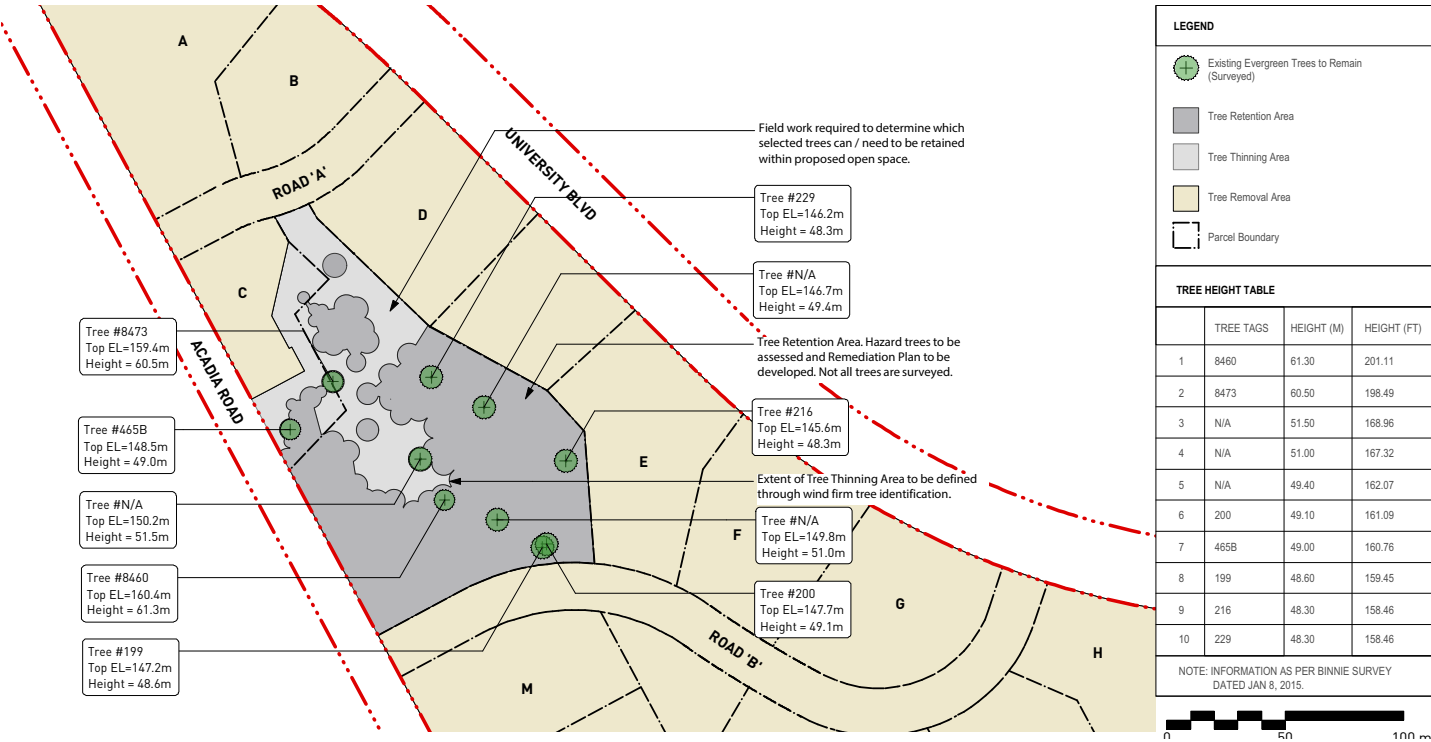 A
B
ROAD 'A'
UNIVERSITY BLVD
D
C
ACADIA ROAD
E
F
G
H
M
ROAD 'B'
Field work required to determine which
selected trees can / need to be retained
within proposed open space.
Tree #229
Top EL=146.2m
Height = 48.3m
Tree #N/A
Top EL=146.7m
Height = 49.4m
Tree Retention Area. Hazard trees to be
assessed and Remediation Plan to be
developed. Not all trees are surveyed.
Tree #216
Top EL=145.6m
Height = 48.3m
Extent of Tree Thinning Area to be defined
through wind firm tree identification.
Tree #N/A
Top EL=149.8m
Height = 51.0m
Tree #200
Top EL=147.7m
Height = 49.1m
Tree #8473
Top EL=159.4m
Height = 60.5m
Tree #465B
Top EL=148.5m
Height = 49.0m
Tree #N/A
Top EL=150.2m
Height = 51.5m
Tree #8460
Top EL=160.4m
Height = 61.3m
Tree #199
Top EL=147.2m
Height = 48.6m
LEGEND
Existing Evergreen Trees to Remain
(Surveyed)
Tree Retention Area
Tree Thinning Area
Tree Removal Area
Parcel Boundary
TREE HEIGHT TABLE
TREE TAGS HEIGHT (M) HEIGHT (FT)
1 8460 61.30 201.11
2 8473 60.50 198.49
3 N/A 51.50 168.96
4 N/A 51.00 167.32
5 N/A 49.40 162.07
6 200 49.10 161.09
7 465B 49.00 160.76
8 199 48.60 159.45
9 216 48.30 158.46
10 229 48.30 158.46
NOTE: INFORMATION AS PER BINNIE SURVEY
DATED JAN 8, 2015.
0 50 100 m